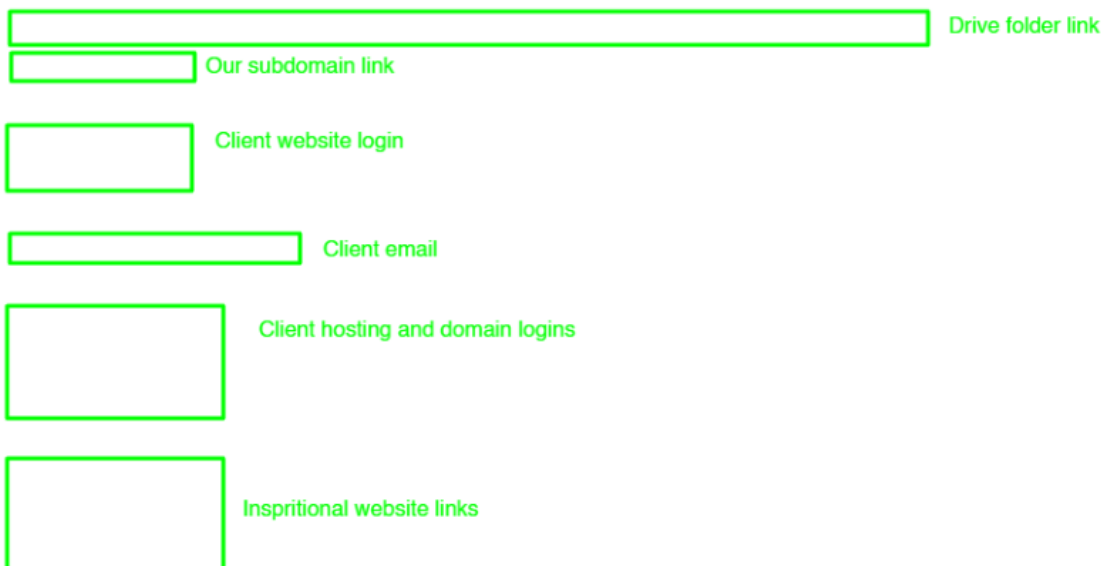 Drive folder link
Our subdomain link
Client website login
Client email
Client hosting and domain logins
Inspritional website links